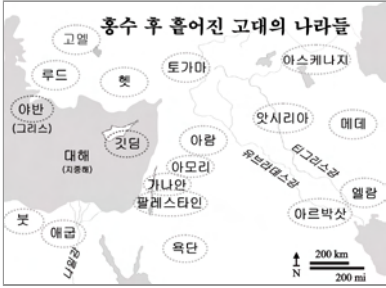 홍수 후 흩어진 고대의 나라들
고멜
루드
헷
토가마
아스케나지
야반
(그리스)
깃딤
아람
앗시리아
메데
대해
(지중해)
아모리
유브라데스강
티그리스강
가나안
팔레스타인
엘람
아르박삿
붓
애굽
나일강
욕단
N
200 km
200 mi